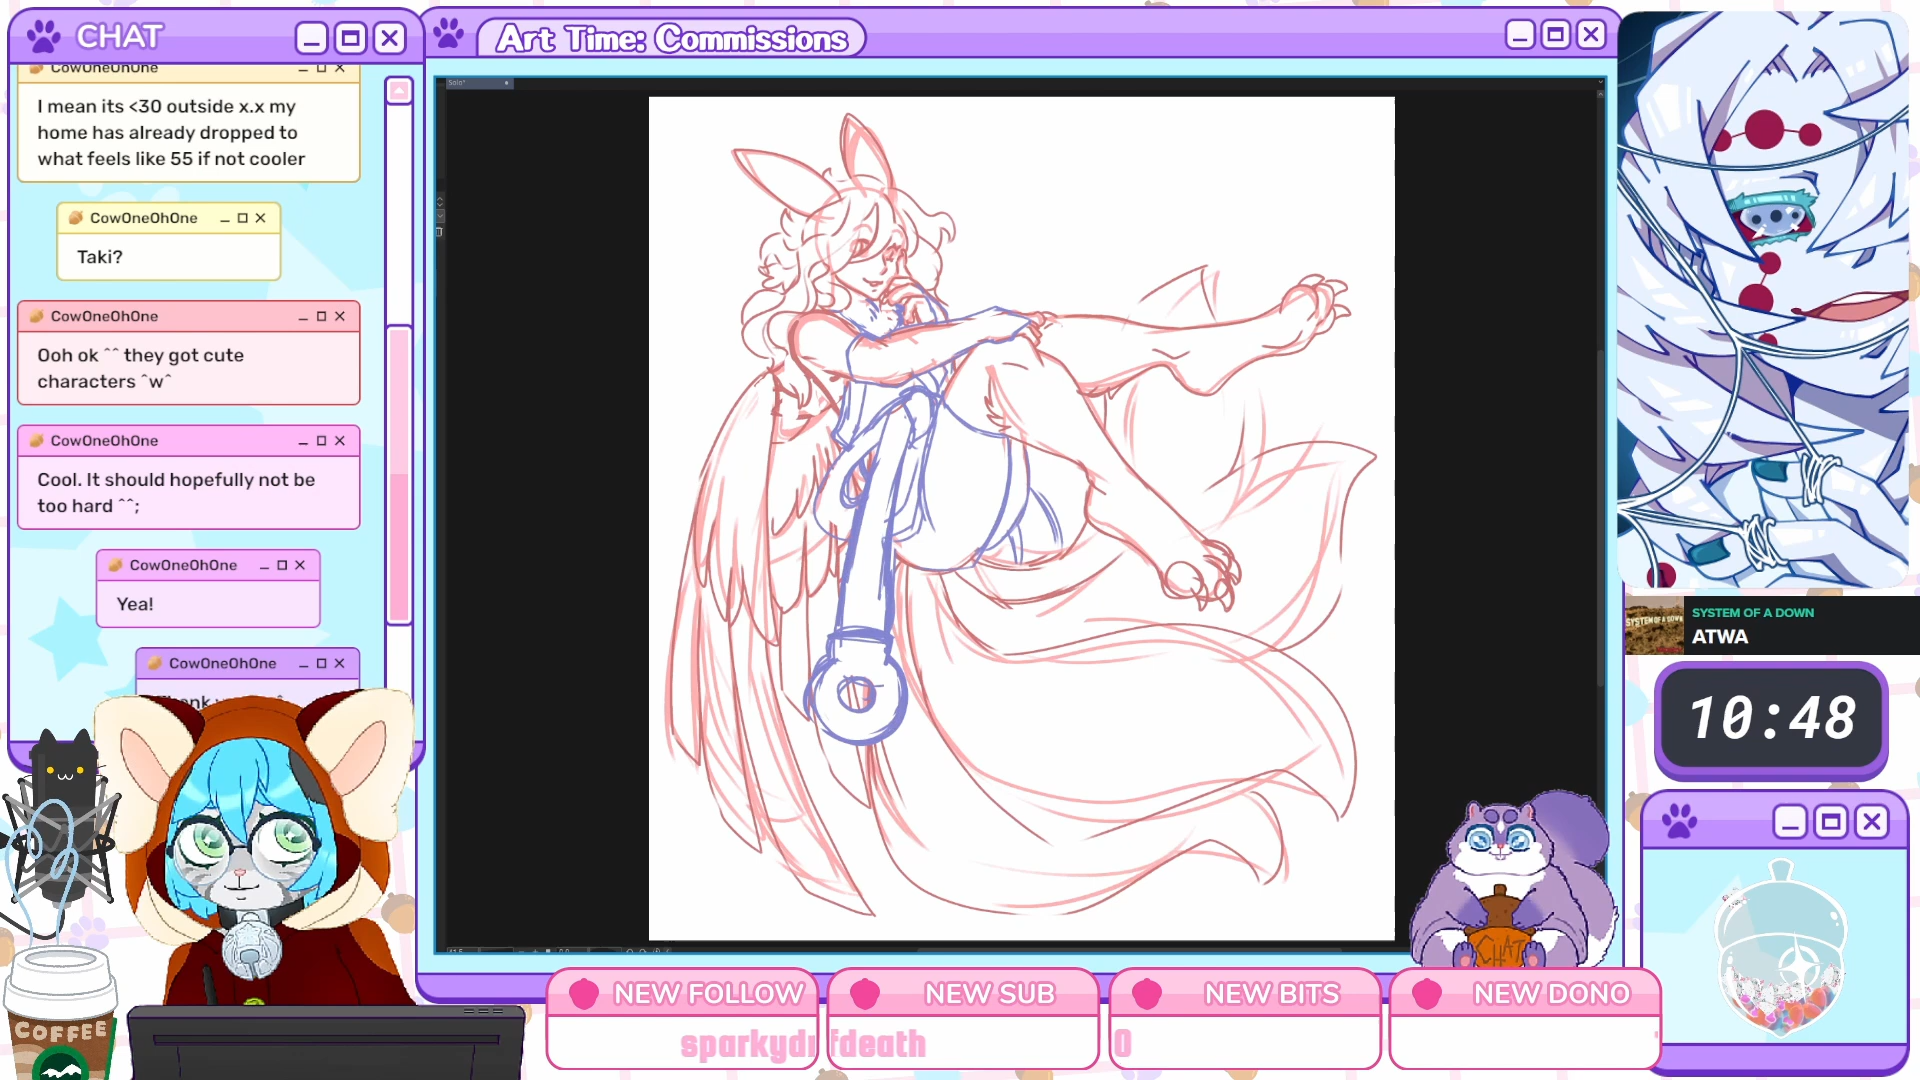 CHAT
CowOneOhOne
I mean its <30 outside x.x my
home has already dropped to
what feels like 55 if not cooler
CowOneOhOne
Taki?
CowOneOhOne
Ooh ok ^^ they got cute
characters ^w^
CowOneOhOne
Cool. It should hopefully not be
too hard ^^;
CowOneOhOne
Yea!
CowOneOhOne
Art Time: Commissions
SYSTEM OF A DOWN
ATWA
10:48
COFFEE
CHAT
NEW FOLLOW
NEW SUB
NEW BITS
NEW DONO
fdeath
0